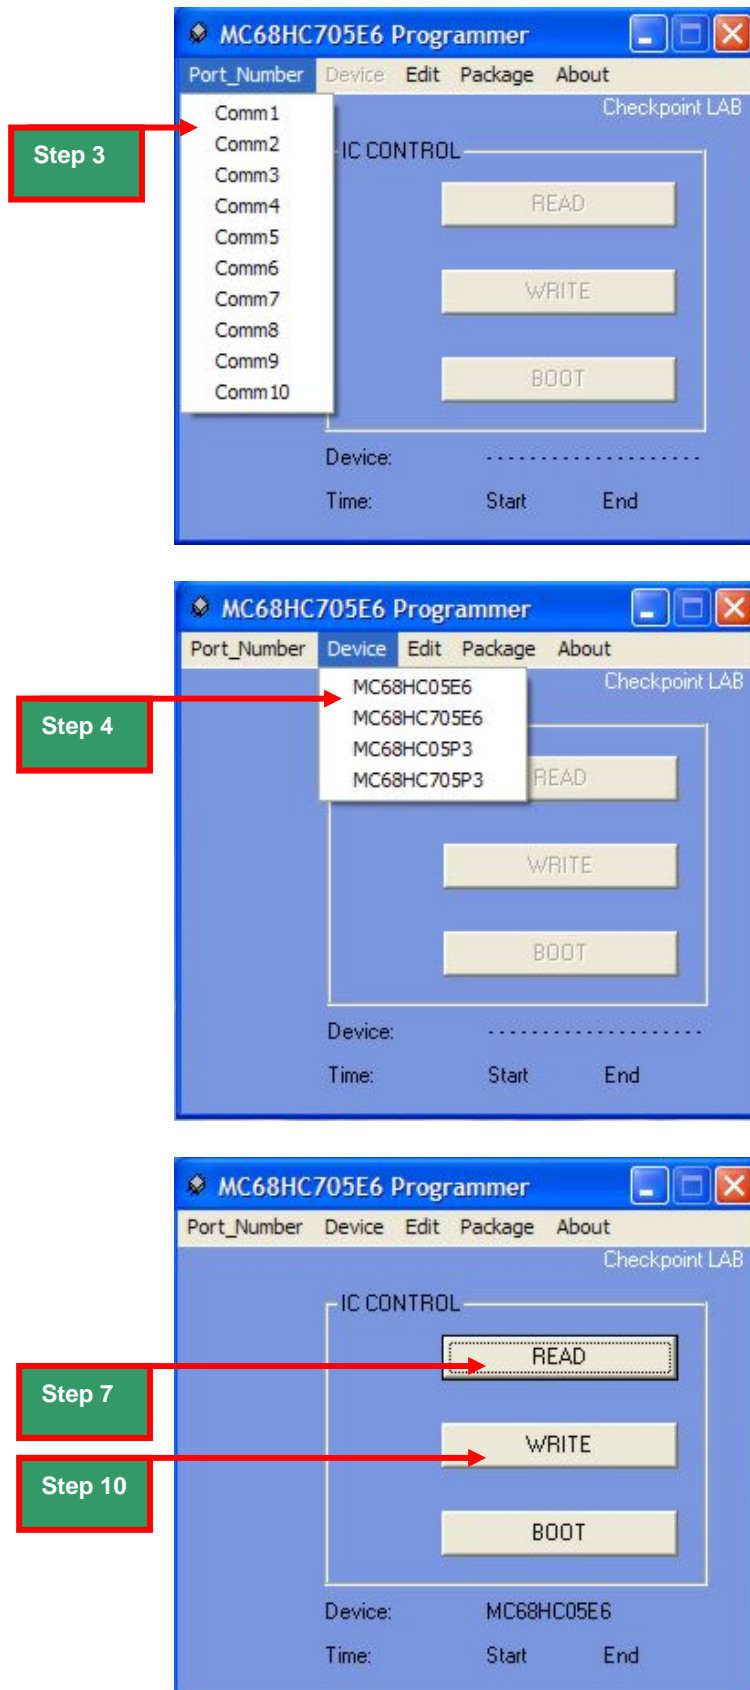 MC68HC705E6 Programmer
Port_Number Device Edit Package About
Checkpoint LAB
Step 3
Comm1
Comm2
Comm3
Comm4
Comm5
Comm6
Comm7
Comm8
Comm9
Comm10
IC CONTROL
READ
WRITE
BOOT
Device: - - - - - - - - - - - - - - - - - - - -
Time: Start End
MC68HC705E6 Programmer
Port_Number Device Edit Package About
Checkpoint LAB
Step 4
MC68HC05E6
MC68HC705E6
MC68HC05P3
MC68HC705P3
READ
WRITE
BOOT
Device: - - - - - - - - - - - - - - - - - - - -
Time: Start End
MC68HC705E6 Programmer
Port_Number Device Edit Package About
Checkpoint LAB
IC CONTROL
Step 7
READ
Step 10
WRITE
BOOT
Device: MC68HC05E6
Time: Start End